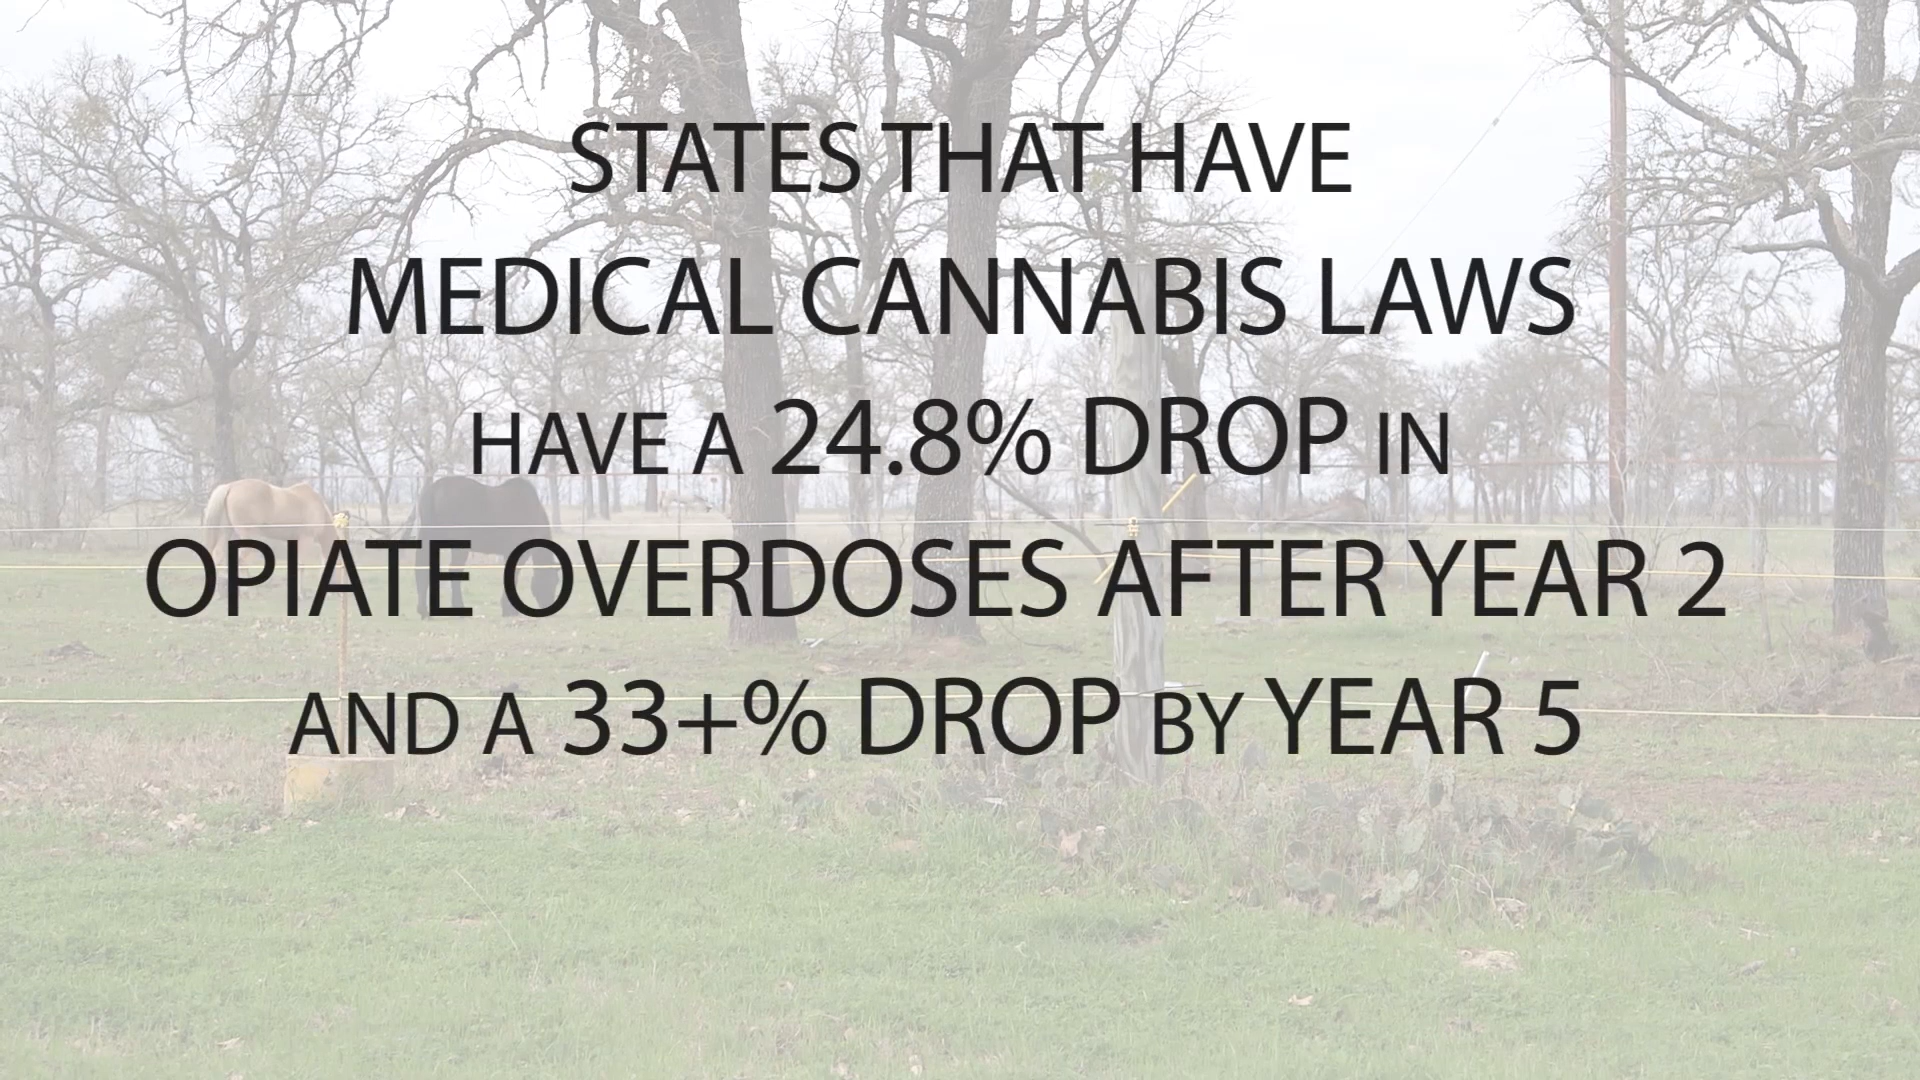 STATES THAT HAVE
MEDICAL CANNABIS LAWS
HAVE A 24.8% DROP IN
OPIATE OVERDOSES AFTER YEAR 2
AND A 33+% DROP BY YEAR 5